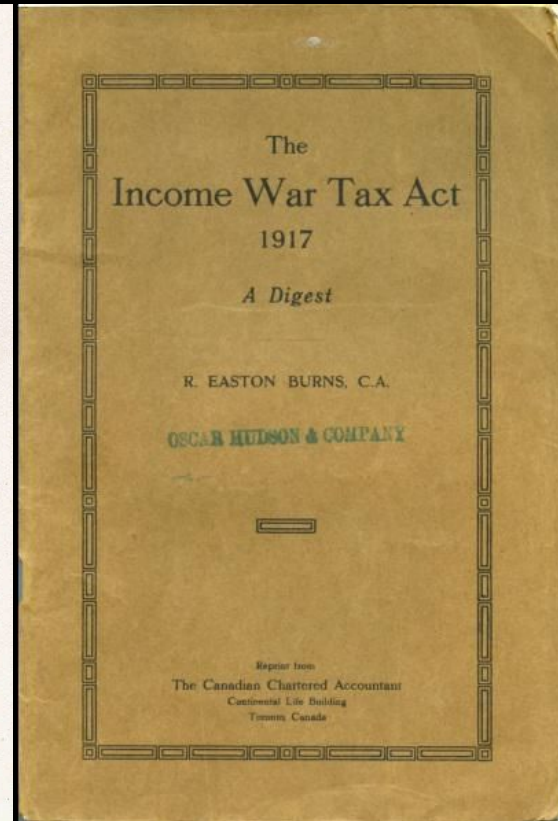 The
Income War Tax Act
1917
A Digest
R. EASTON BURNS, C.A.
OSCAR HUDSON & COMPANY
Reprint from
The Canadian Chartered Accountant
Continental Life Building
Toronto Canada